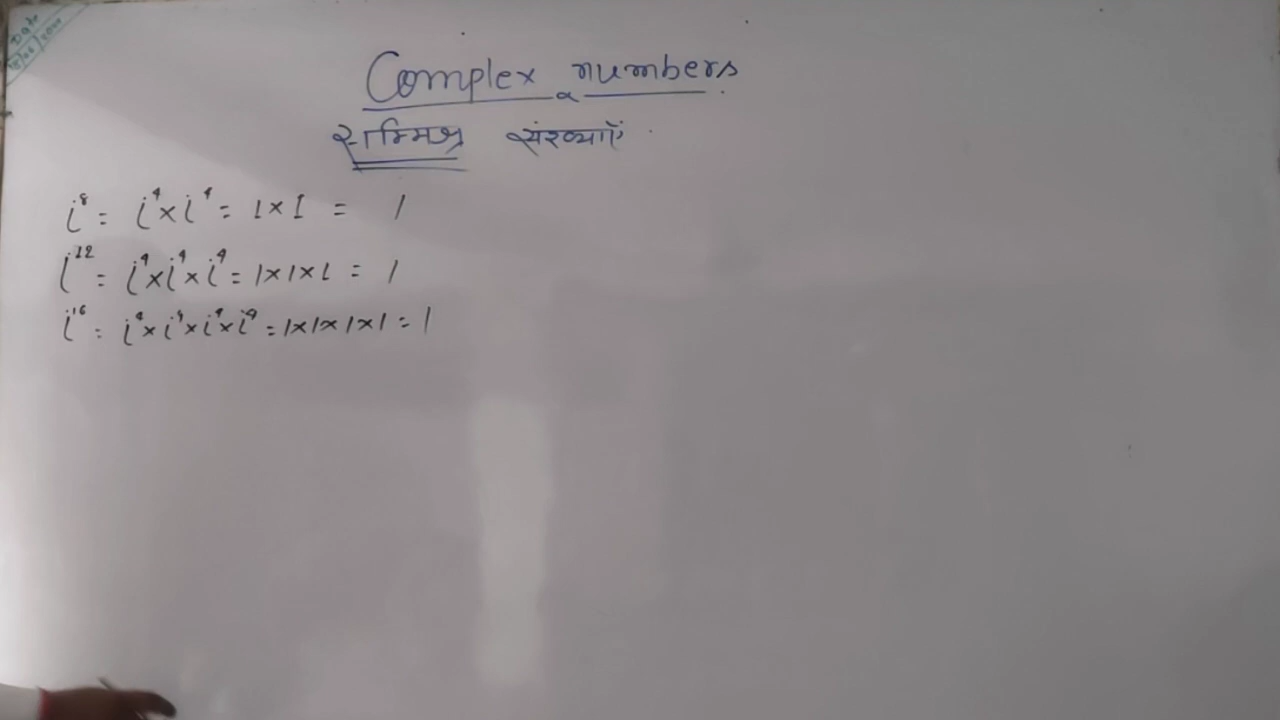 Date
Complex numbers
सम्मिश्र संख्याएँ
i⁸ = i⁴ × i⁴ = 1 × 1 = 1
i¹² = i⁴ × i⁴ × i⁴ = 1 × 1 × 1 = 1
i¹⁶ = i⁴ × i⁴ × i⁴ × i⁴ = 1 × 1 × 1 × 1 = 1